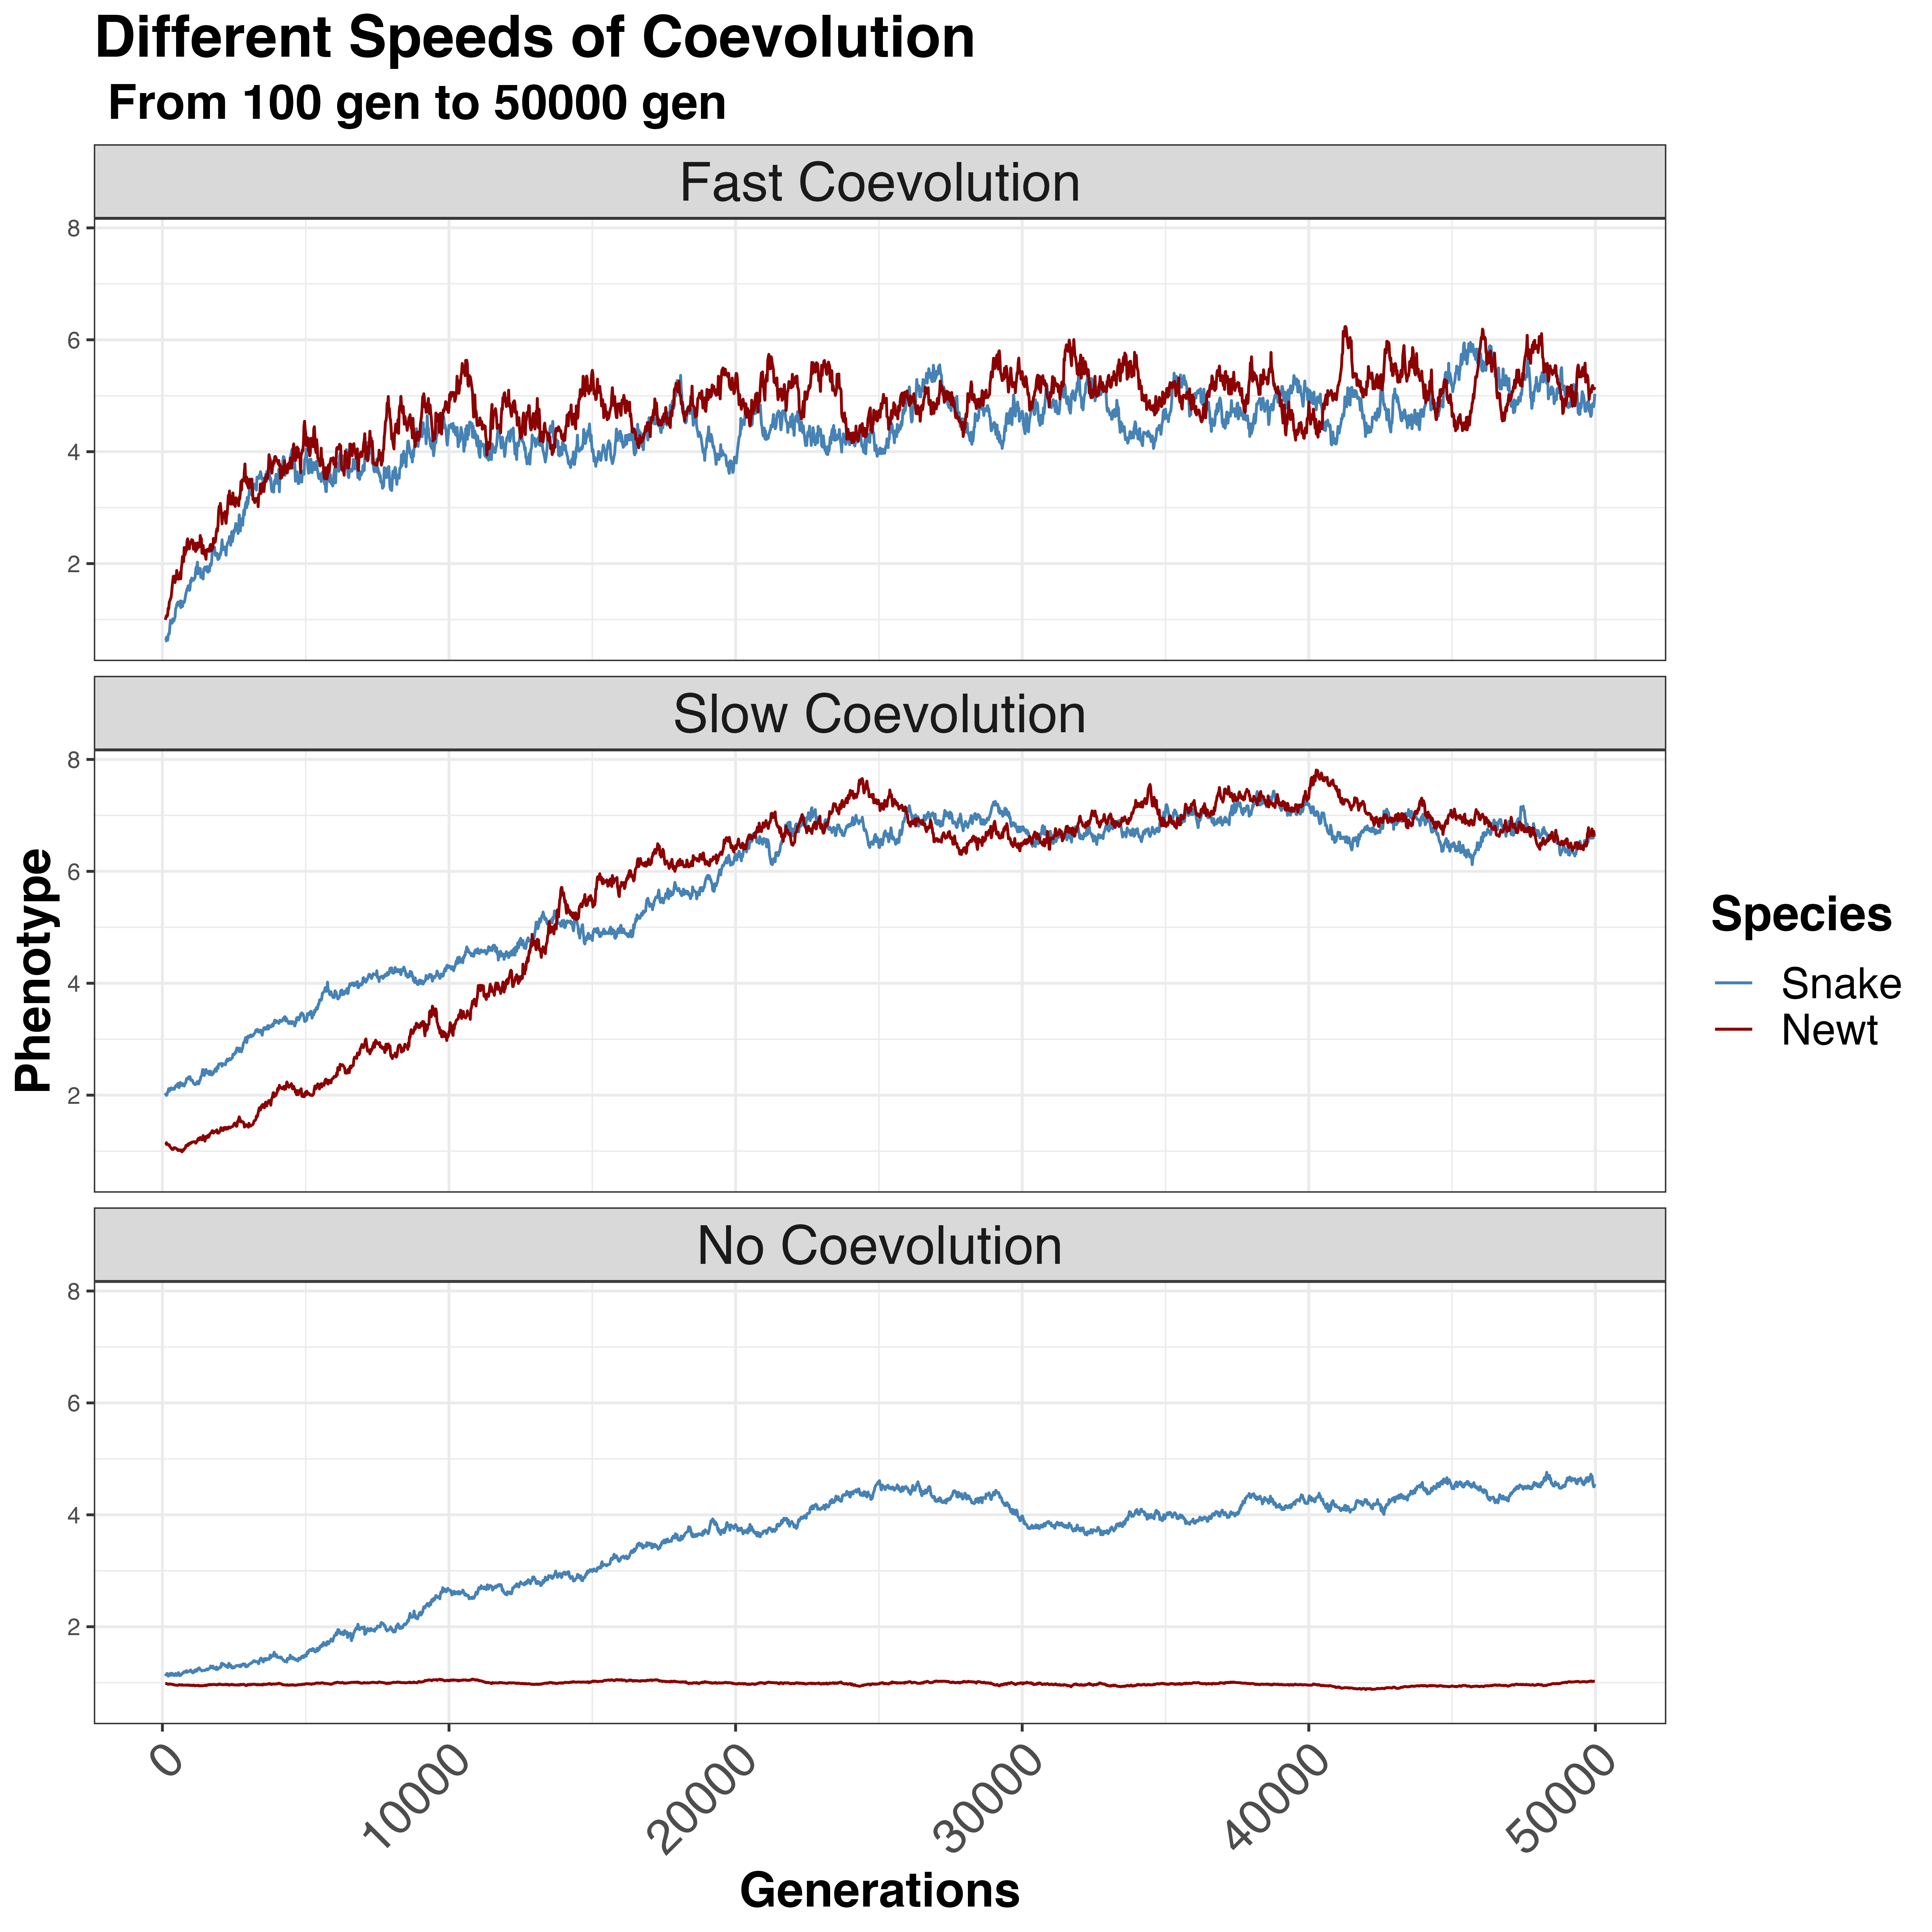 Different Speeds of Coevolution
From 100 gen to 50000 gen
Fast Coevolution
8
6
4
2
Slow Coevolution
8
6
4
2
No Coevolution
8
6
4
2
0
10000
20000
30000
40000
50000
Generations
Phenotype
Species
Snake
Newt